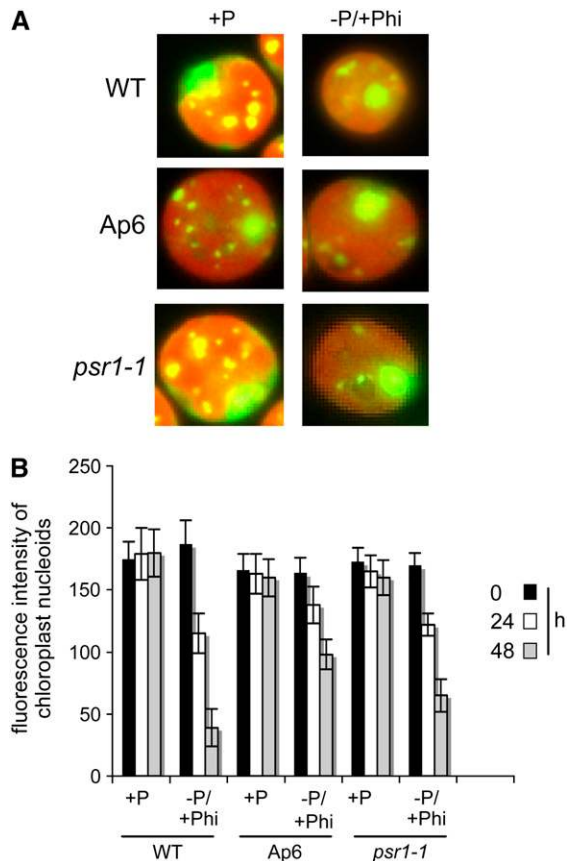 A
+P
-P/+Phi
WT
Ap6
psr1-1
B
fluorescence intensity of
chloroplast nucleoids
250
200
150
100
50
0
0
24
48
h
+P
-P/
+Phi
+P
-P/
+Phi
+P
-P/
+Phi
WT
Ap6
psr1-1